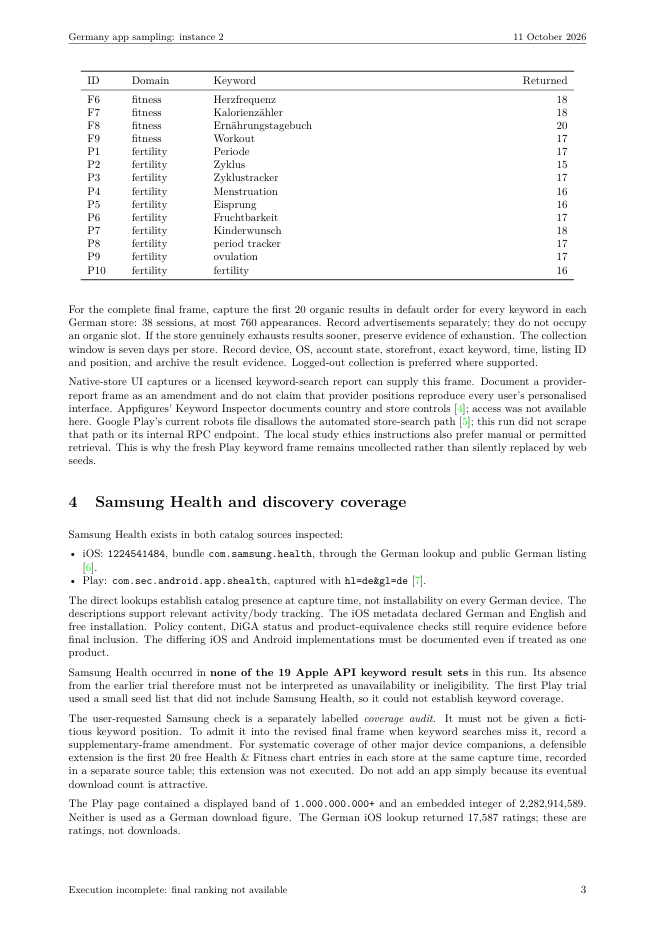 Germany app sampling: instance 2 11 October 2026
ID Domain Keyword Returned
F6 fitness Herzfrequenz 18
F7 fitness Kalorienzähler 18
F8 fitness Ernährungstagebuch 20
F9 fitness Workout 17
P1 fertility Periode 17
P2 fertility Zyklus 15
P3 fertility Zyklustracker 17
P4 fertility Menstruation 16
P5 fertility Eisprung 16
P6 fertility Fruchtbarkeit 17
P7 fertility Kinderwunsch 18
P8 fertility period tracker 17
P9 fertility ovulation 17
P10 fertility fertility 16
For the complete final frame, capture the first 20 organic results in default order for every keyword in each
German store: 38 sessions, at most 760 appearances. Record advertisements separately; they do not occupy
an organic slot. If the store genuinely exhausts results sooner, preserve evidence of exhaustion. The collection
window is seven days per store. Record device, OS, account state, storefront, exact keyword, time, listing ID
and position, and archive the result evidence. Logged-out collection is preferred where supported.
Native-store UI captures or a licensed keyword-search report can supply this frame. Document a provider-
report frame as an amendment and do not claim that provider positions reproduce every user's personalised
interface. Appfigures' Keyword Inspector documents country and store controls [4]; access was not available
here. Google Play's current robots file disallows the automated store-search path [5]; this run did not scrape
that path or its internal RPC endpoint. The local study ethics instructions also prefer manual or permitted
retrieval. This is why the fresh Play keyword frame remains uncollected rather than silently replaced by web
seeds.
4 Samsung Health and discovery coverage
Samsung Health exists in both catalog sources inspected:
• iOS: 1224541484, bundle com.samsung.health, through the German lookup and public German listing
[6].
• Play: com.sec.android.app.shealth, captured with hl=de&gl=de [7].
The direct lookups establish catalog presence at capture time, not installability on every German device. The
descriptions support relevant activity/body tracking. The iOS metadata declared German and English and
free installation. Policy content, DiGA status and product-equivalence checks still require evidence before
final inclusion. The differing iOS and Android implementations must be documented even if treated as one
product.
Samsung Health occurred in none of the 19 Apple API keyword result sets in this run. Its absence
from the earlier trial therefore must not be interpreted as unavailability or ineligibility. The first Play trial
used a small seed list that did not include Samsung Health, so it could not establish keyword coverage.
The user-requested Samsung check is a separately labelled coverage audit. It must not be given a ficti-
tious keyword position. To admit it into the revised final frame when keyword searches miss it, record a
supplementary-frame amendment. For systematic coverage of other major device companions, a defensible
extension is the first 20 free Health & Fitness chart entries in each store at the same capture time, recorded
in a separate source table; this extension was not executed. Do not add an app simply because its eventual
download count is attractive.
The Play page contained a displayed band of 1.000.000.000+ and an embedded integer of 2,282,914,589.
Neither is used as a German download figure. The German iOS lookup returned 17,587 ratings; these are
ratings, not downloads.
Execution incomplete: final ranking not available 3